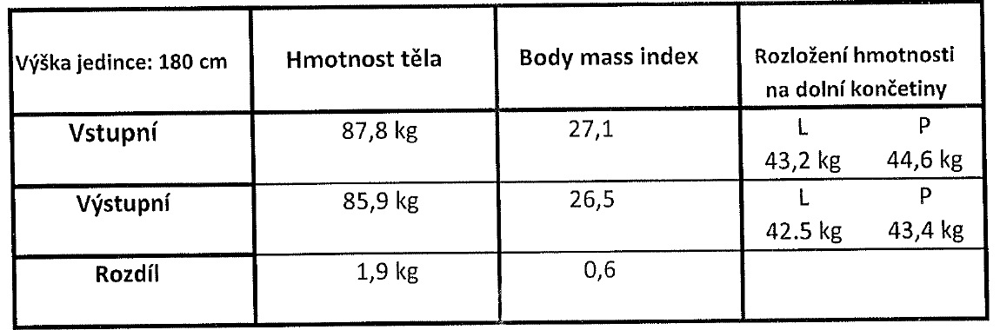 Výška jedince: 180 cm
Hmotnost těla
Body mass index
Rozložení hmotnosti
na dolní končetiny
Vstupní
87,8 kg
27,1
L P
43,2 kg 44,6 kg
Výstupní
85,9 kg
26,5
L P
42.5 kg 43,4 kg
Rozdíl
1,9 kg
0,6